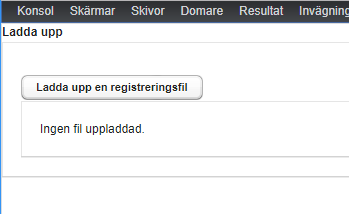 Konsol Skärmar Skivor Domare Resultat Invägning
Ladda upp
Ladda upp en registreringsfil
Ingen fil uppladdad.